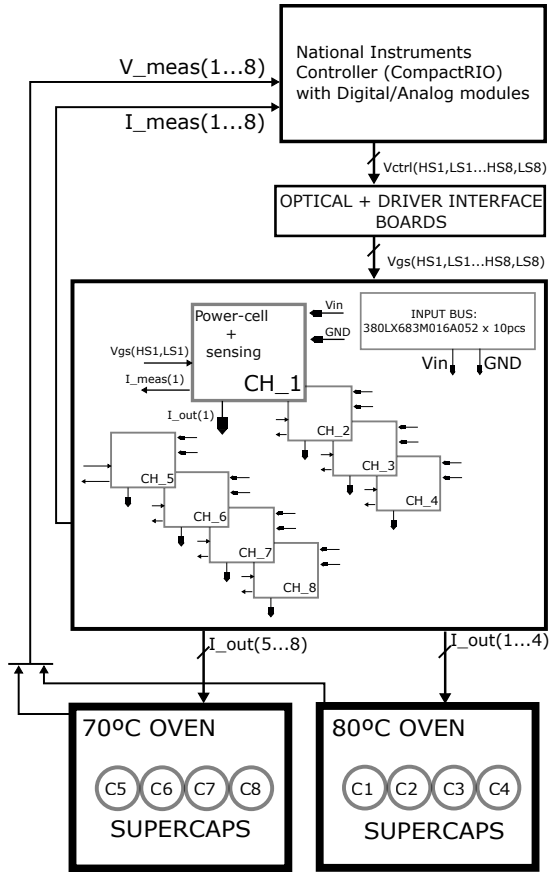 National Instruments
Controller (CompactRIO)
with Digital/Analog modules
V_meas(1...8)
I_meas(1...8)
Vctrl(HS1,LS1...HS8,LS8)
OPTICAL + DRIVER INTERFACE
BOARDS
Vgs(HS1,LS1...HS8,LS8)
Power-cell
+
sensing
CH_1
Vin
GND
Vgs(HS1,LS1)
I_meas(1)
I_out(1)
INPUT BUS:
380LX683M016A052 x 10pcs
Vin
GND
CH_2
CH_3
CH_4
CH_5
CH_6
CH_7
CH_8
I_out(5...8)
I_out(1...4)
70ºC OVEN
C5 C6 C7 C8
SUPERCAPS
80ºC OVEN
C1 C2 C3 C4
SUPERCAPS